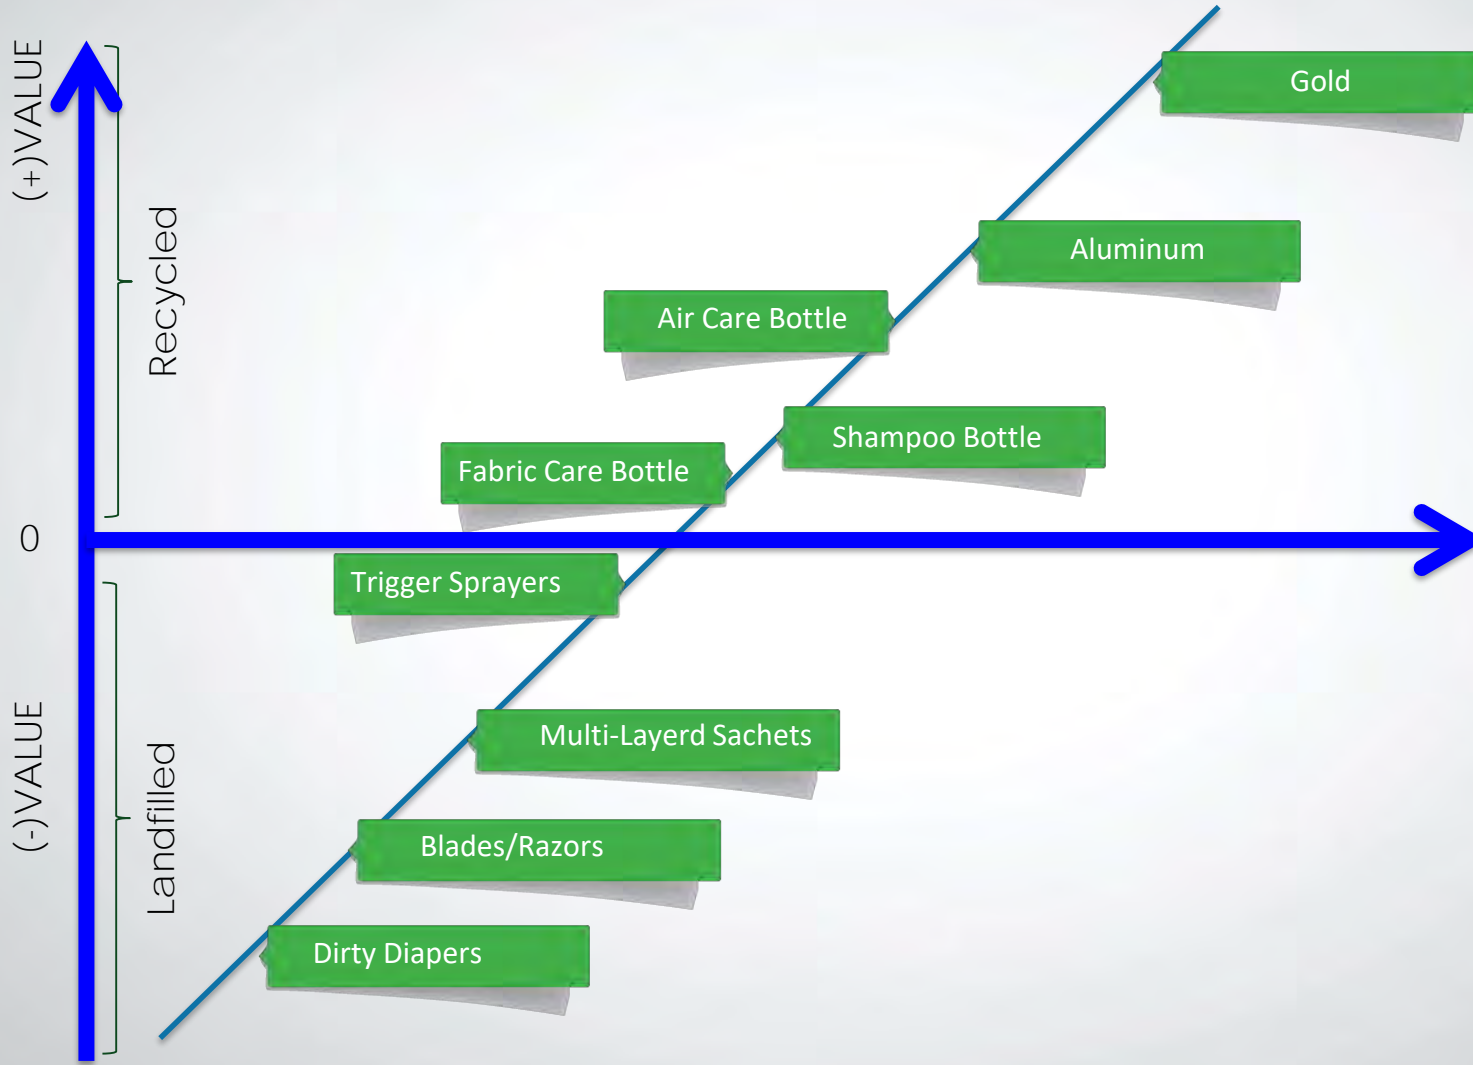 (+)VALUE
Gold
Recycled
Aluminum
Air Care Bottle
Shampoo Bottle
Fabric Care Bottle
0
Trigger Sprayers
(-)VALUE
Landfilled
Multi-Layerd Sachets
Blades/Razors
Dirty Diapers